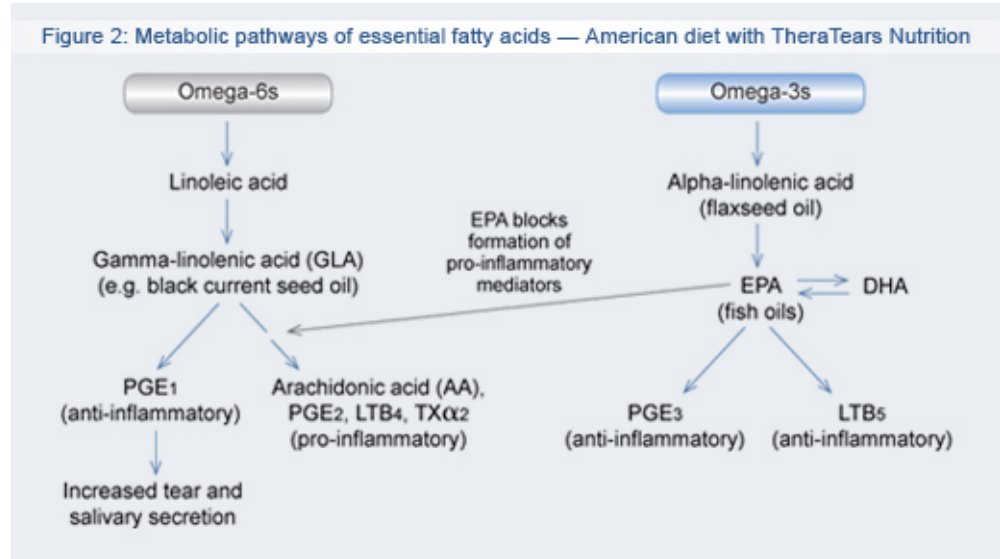 Figure 2: Metabolic pathways of essential fatty acids — American diet with TheraTears Nutrition
Omega-6s
Omega-3s
Linoleic acid
Alpha-linolenic acid
(flaxseed oil)
EPA blocks
formation of
pro-inflammatory
mediators
Gamma-linolenic acid (GLA)
(e.g. black current seed oil)
EPA
(fish oils)
DHA
PGE1
(anti-inflammatory)
Arachidonic acid (AA),
PGE2, LTB4, TXα2
(pro-inflammatory)
PGE3
(anti-inflammatory)
LTB5
(anti-inflammatory)
Increased tear and
salivary secretion